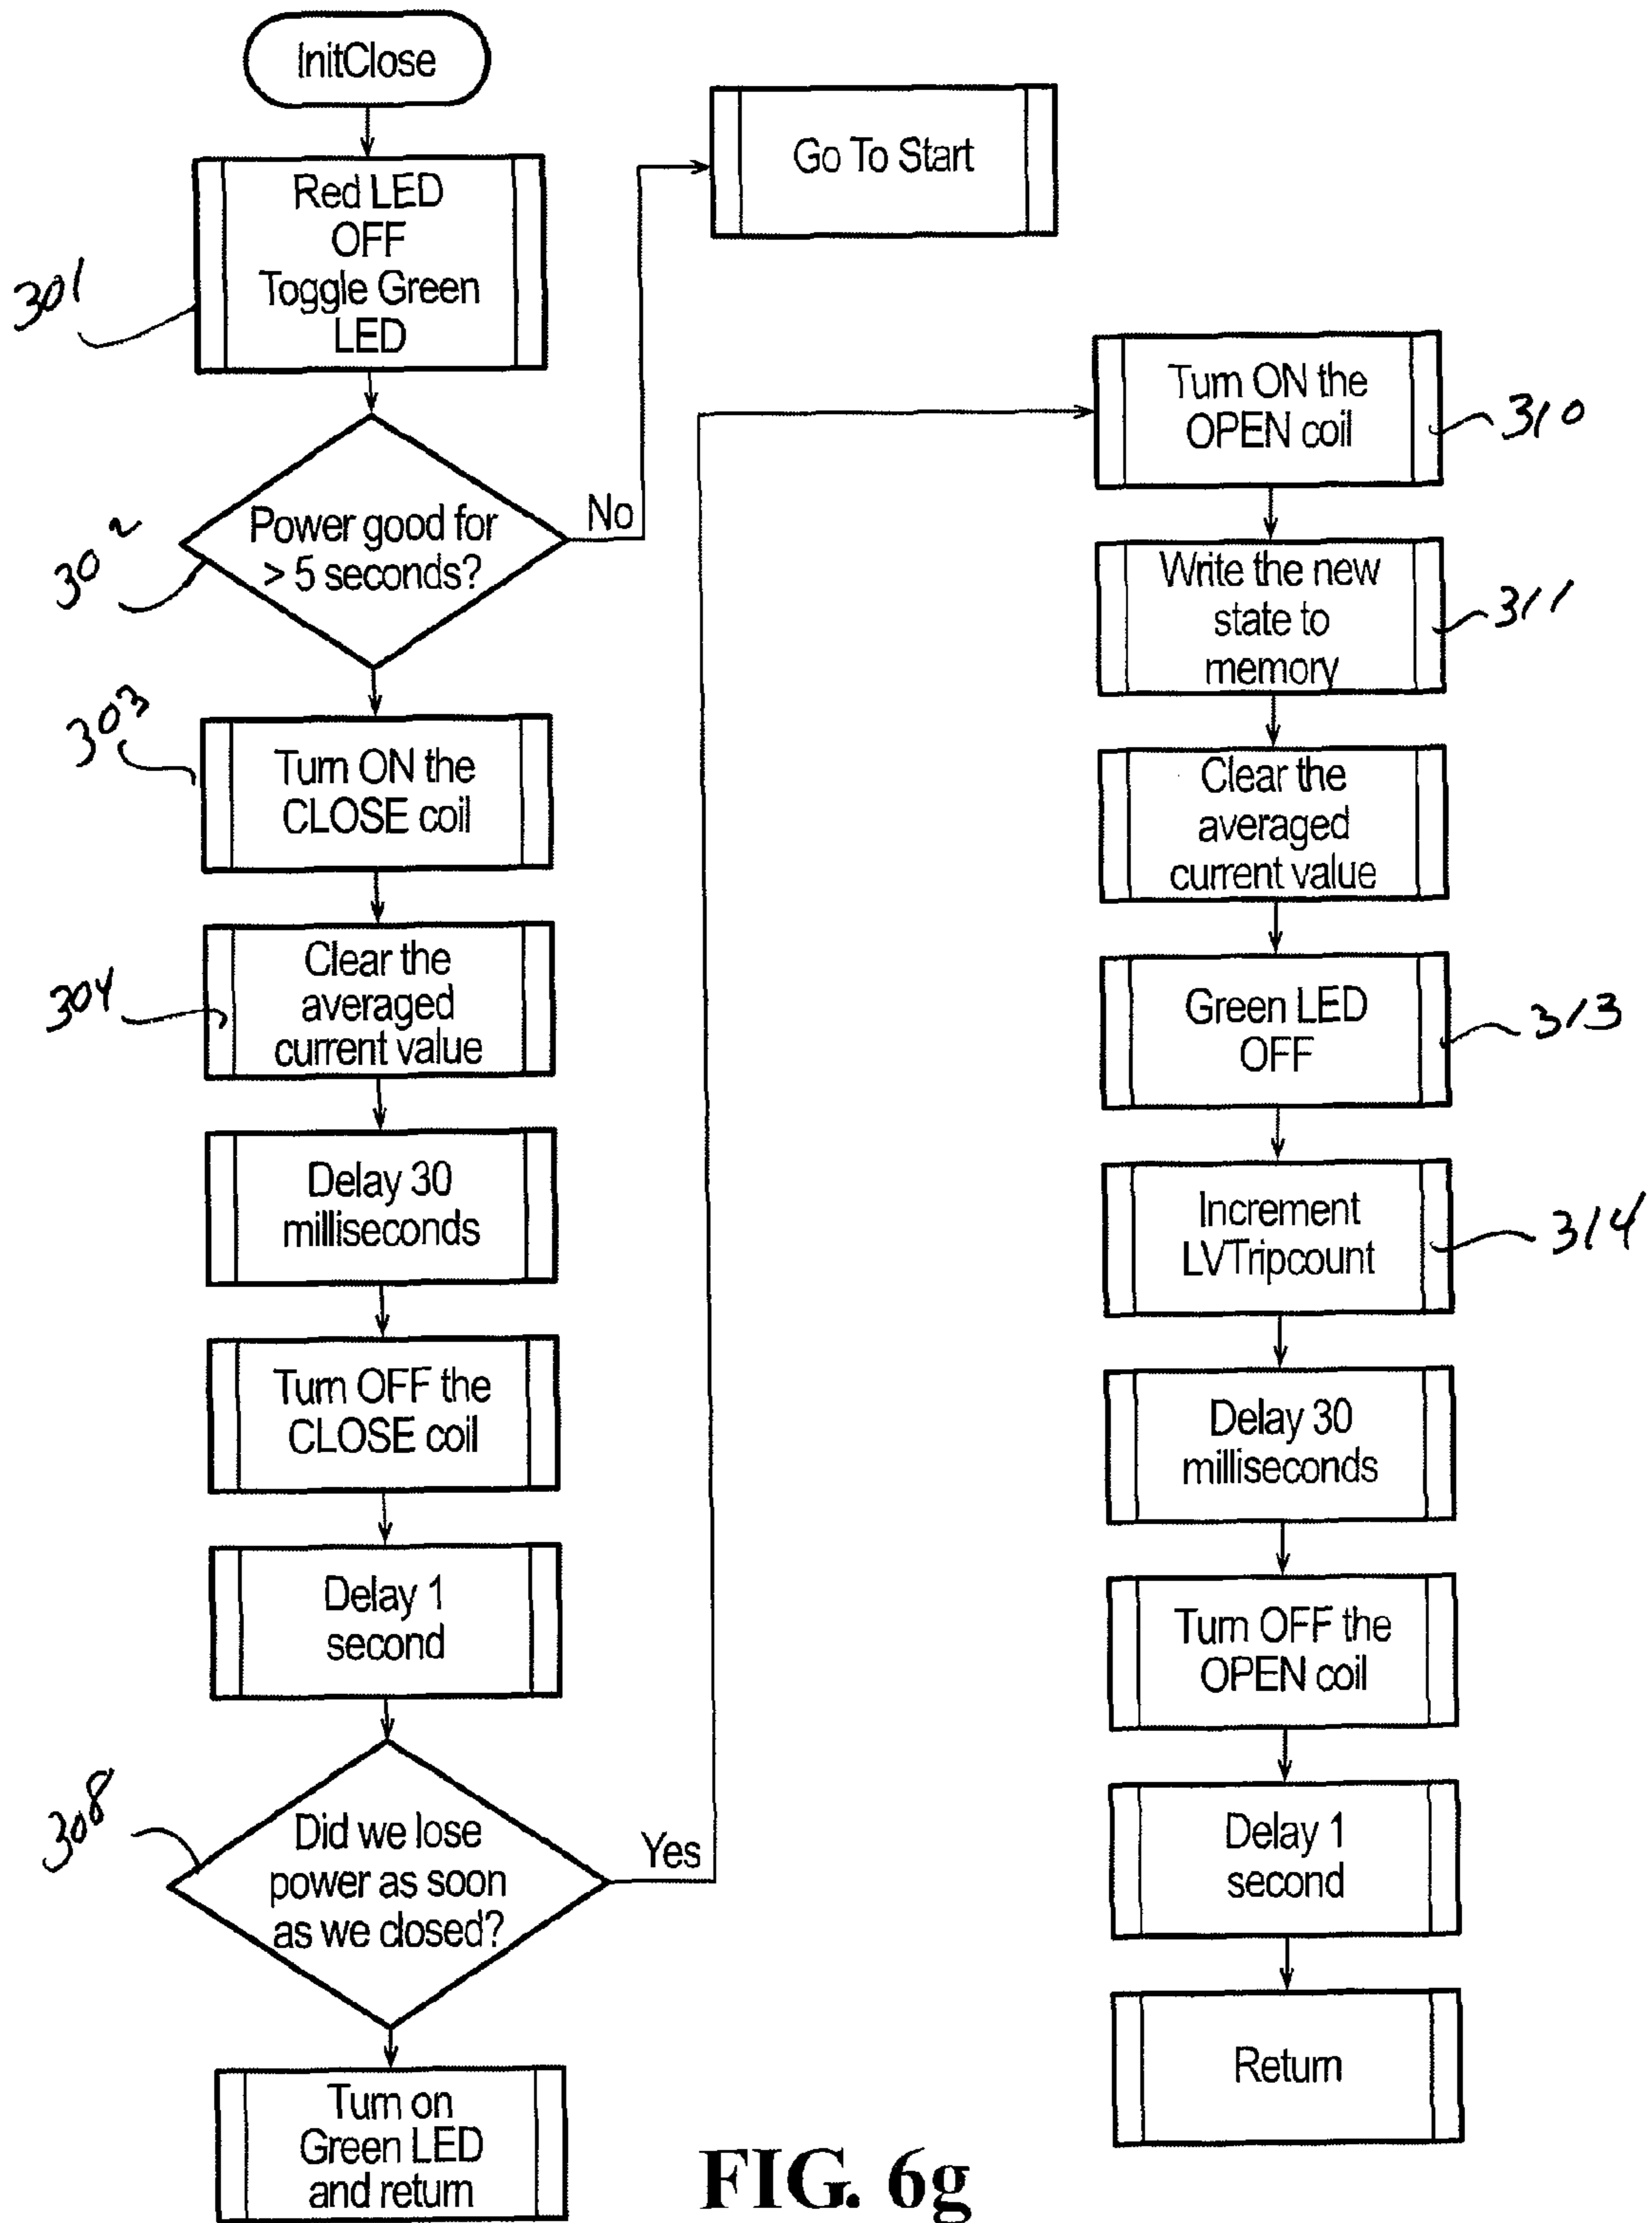 InitClose
Red LED
OFF
Toggle Green
LED
301
Power good for
> 5 seconds?
302
No
Go To Start
Turn ON the
CLOSE coil
303
Clear the
averaged
current value
304
Delay 30
milliseconds
Turn OFF the
CLOSE coil
Delay 1
second
Did we lose
power as soon
as we closed?
308
Yes
Turn on
Green LED
and return
Turn ON the
OPEN coil
310
Write the new
state to
memory
311
Clear the
averaged
current value
Green LED
OFF
313
Increment
LVTripcount
314
Delay 30
milliseconds
Turn OFF the
OPEN coil
Delay 1
second
Return
FIG. 6g